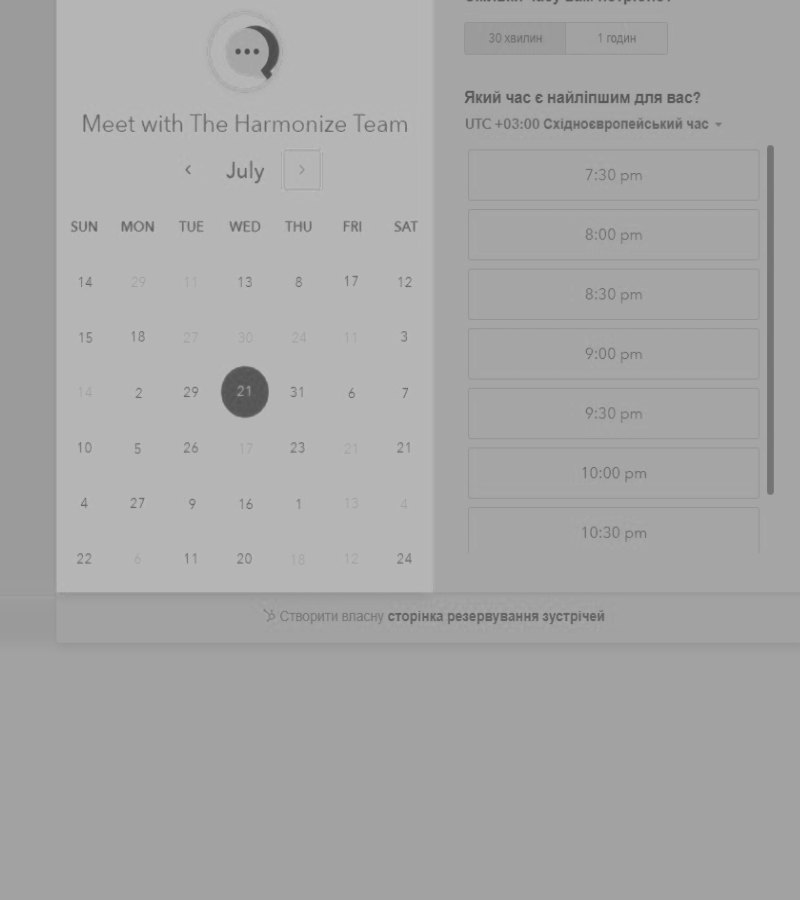 30 хвилин 1 годин
Meet with The Harmonize Team
Який час є найліпшим для вас?
UTC +03:00 Східноєвропейський час
July
SUN MON TUE WED THU FRI SAT
14 29 11 13 8 17 12
15 18 27 30 24 11 3
14 2 29 21 31 6 7
10 5 26 17 23 21 21
4 27 9 16 1 13 4
22 6 11 20 18 12 24
7:30 pm
8:00 pm
8:30 pm
9:00 pm
9:30 pm
10:00 pm
10:30 pm
Створити власну сторінка резервування зустрічей